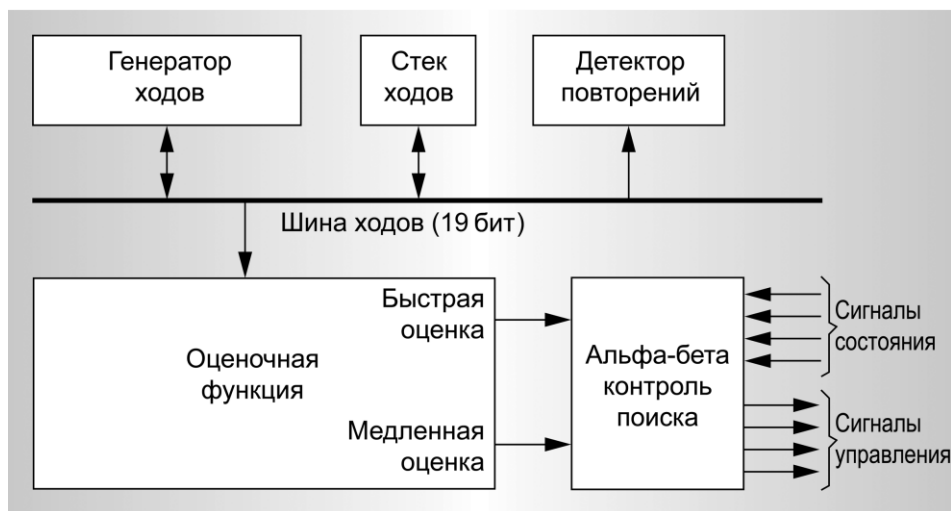 Генератор
ходов
Стек
ходов
Детектор
повторений
Шина ходов (19 бит)
Быстрая
оценка
Оценочная
функция
Медленная
оценка
Альфа-бета
контроль
поиска
Сигналы
состояния
Сигналы
управления